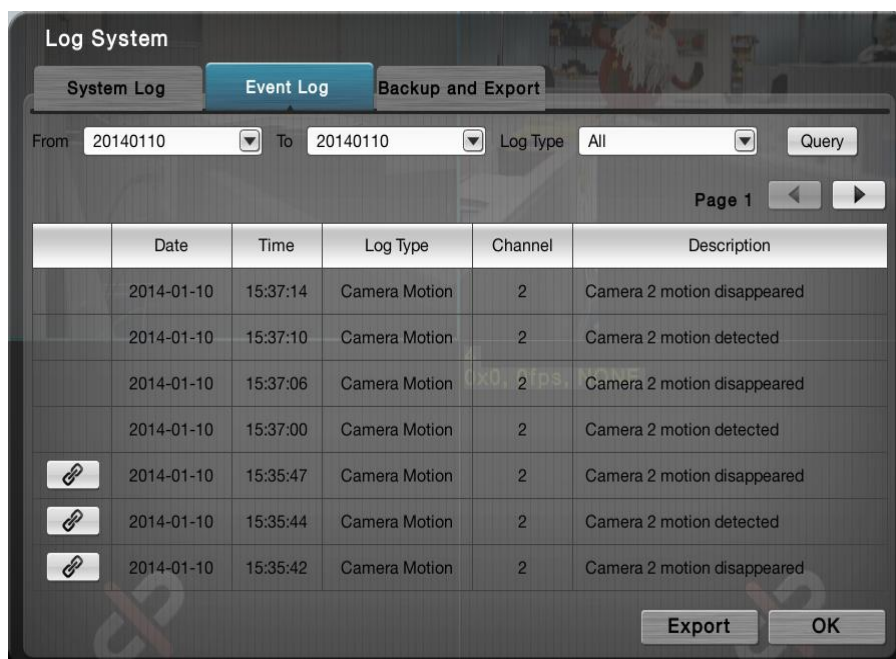 Log System
System Log Event Log Backup and Export
From 20140110 To 20140110 Log Type All Query
Page 1
Date Time Log Type Channel Description
2014-01-10 15:37:14 Camera Motion 2 Camera 2 motion disappeared
2014-01-10 15:37:10 Camera Motion 2 Camera 2 motion detected
4
0x0, 0fps, NONE
2014-01-10 15:37:06 Camera Motion 2 Camera 2 motion disappeared
2014-01-10 15:37:00 Camera Motion 2 Camera 2 motion detected
2014-01-10 15:35:47 Camera Motion 2 Camera 2 motion disappeared
2014-01-10 15:35:44 Camera Motion 2 Camera 2 motion detected
2014-01-10 15:35:42 Camera Motion 2 Camera 2 motion disappeared
Export OK